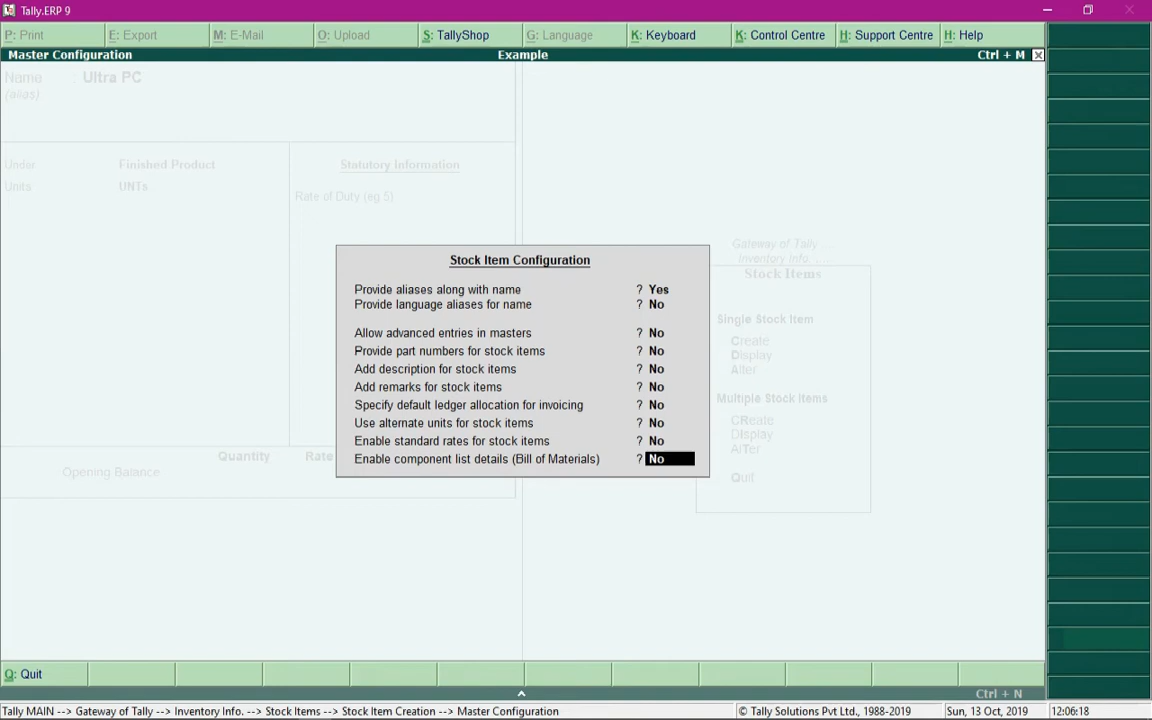 Tally.ERP 9
P: Print E: Export M: E-Mail O: Upload S: TallyShop G: Language K: Keyboard K: Control Centre H: Support Centre H: Help
Master Configuration Example Ctrl + M
Name Ultra PC
(alias)
Under Finished Product Statutory Information
Units UNTs
Rate of Duty (eg 5)
Gateway of Tally ...
Inventory Info. . ...
Stock Items
Single Stock Item
Create
Display
Alter
Multiple Stock Items
CReate
DIsplay
AlTer
Quit
Stock Item Configuration
Provide aliases along with name ? Yes
Provide language aliases for name ? No
Allow advanced entries in masters ? No
Provide part numbers for stock items ? No
Add description for stock items ? No
Add remarks for stock items ? No
Specify default ledger allocation for invoicing ? No
Use alternate units for stock items ? No
Enable standard rates for stock items ? No
Enable component list details (Bill of Materials) ? No
Quantity Rate
Opening Balance
Q: Quit
Ctrl + N
Tally MAIN --> Gateway of Tally --> Inventory Info. --> Stock Items --> Stock Item Creation --> Master Configuration © Tally Solutions Pvt Ltd., 1988-2019 Sun, 13 Oct, 2019 12:06:18